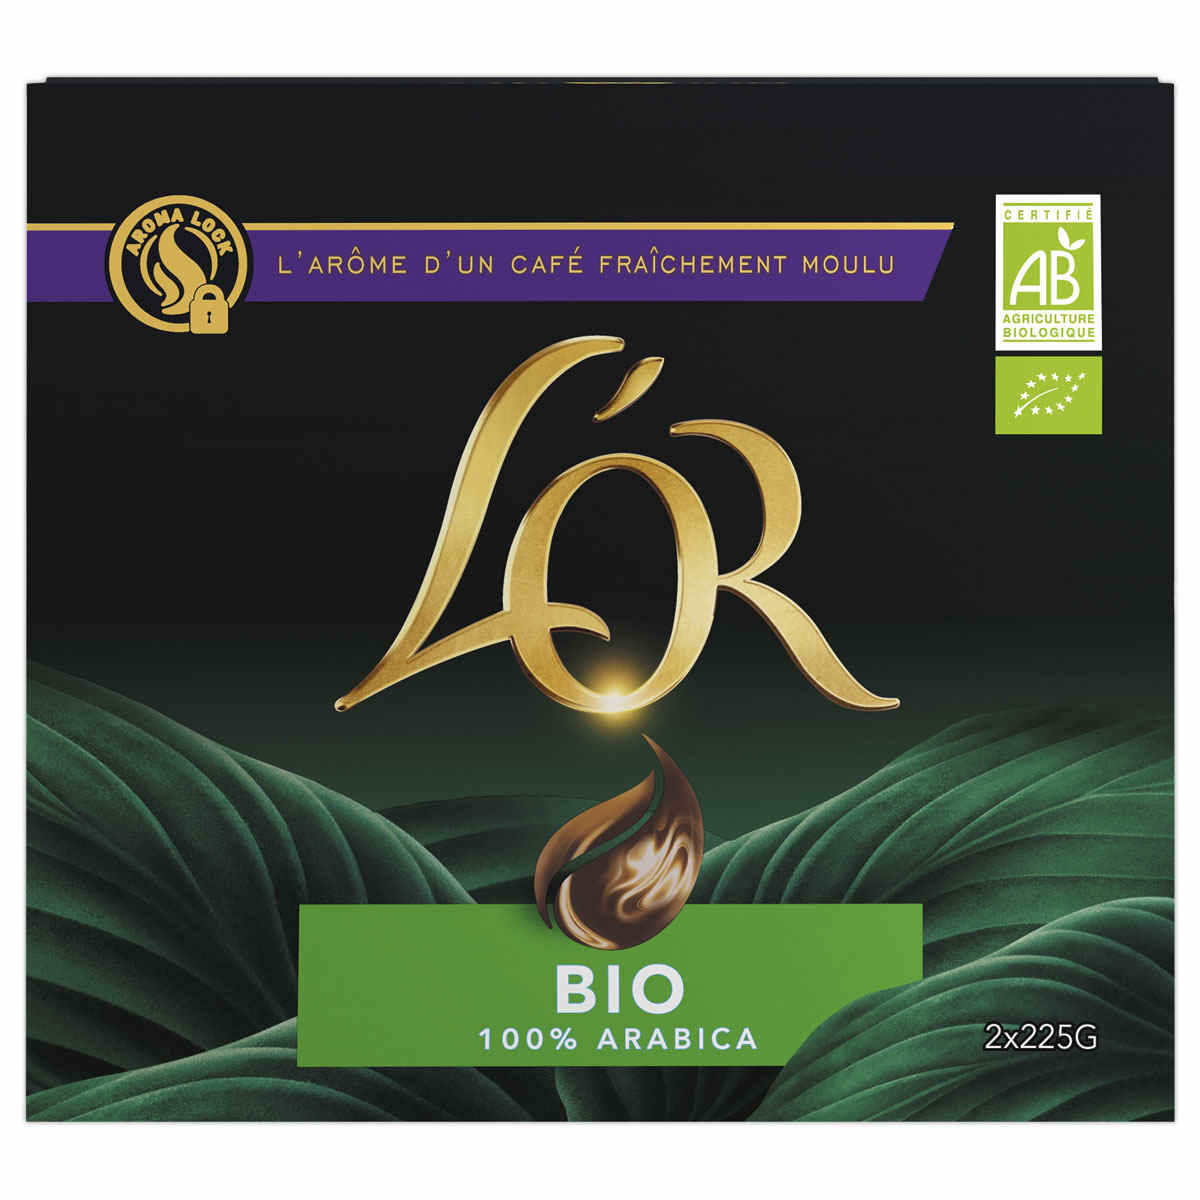 AROMA LOCK
L'ARÔME D'UN CAFÉ FRAÎCHEMENT MOULU
CERTIFIÉ
AB
AGRICULTURE
BIOLOGIQUE
L'OR
BIO
100% ARABICA
2x225G